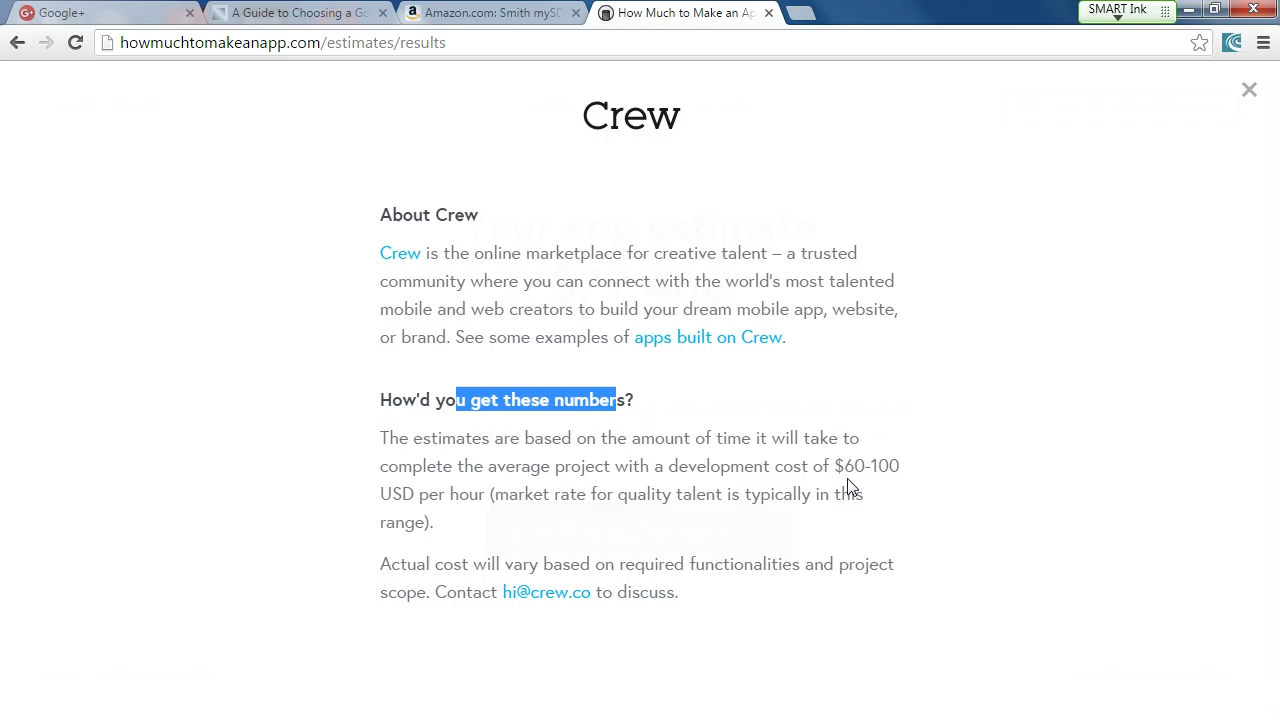 Google+
A Guide to Choosing a Go
Amazon.com: Smith mySD
How Much to Make an Ap
SMART Ink
howmuchtomakeanapp.com/estimates/results
Crew
Your app estimate
About Crew
Crew is the online marketplace for creative talent – a trusted
community where you can connect with the world's most talented
mobile and web creators to build your dream mobile app, website,
or brand. See some examples of apps built on Crew.
How'd you get these numbers?
The estimates are based on the amount of time it will take to
complete the average project with a development cost of $60-100
USD per hour (market rate for quality talent is typically in this
range).
Actual cost will vary based on required functionalities and project
scope. Contact hi@crew.co to discuss.